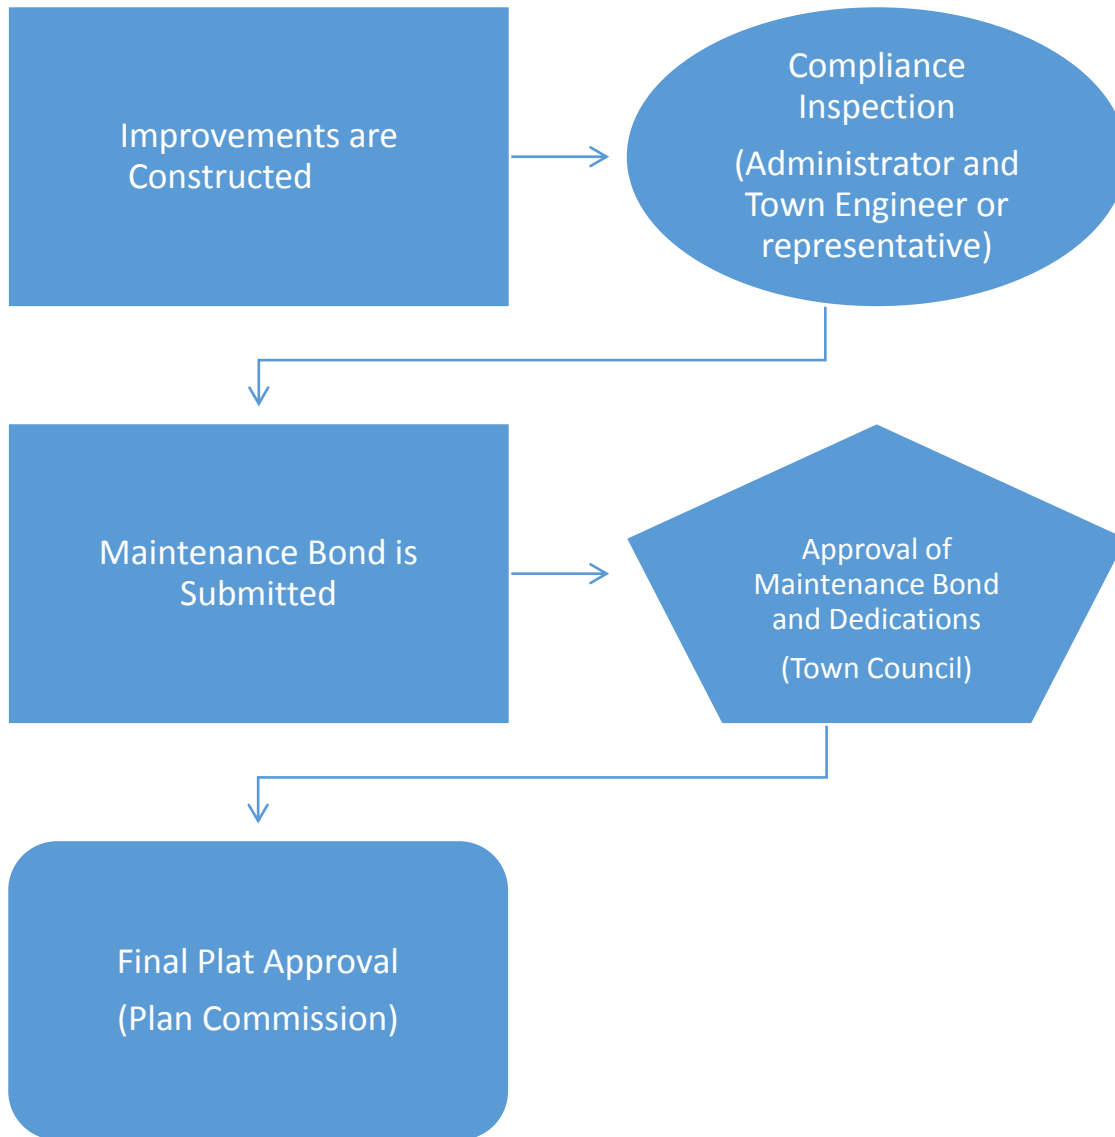 Improvements are
Constructed
Compliance
Inspection
(Administrator and
Town Engineer or
representative)
Maintenance Bond is
Submitted
Approval of
Maintenance Bond
and Dedications
(Town Council)
Final Plat Approval
(Plan Commission)